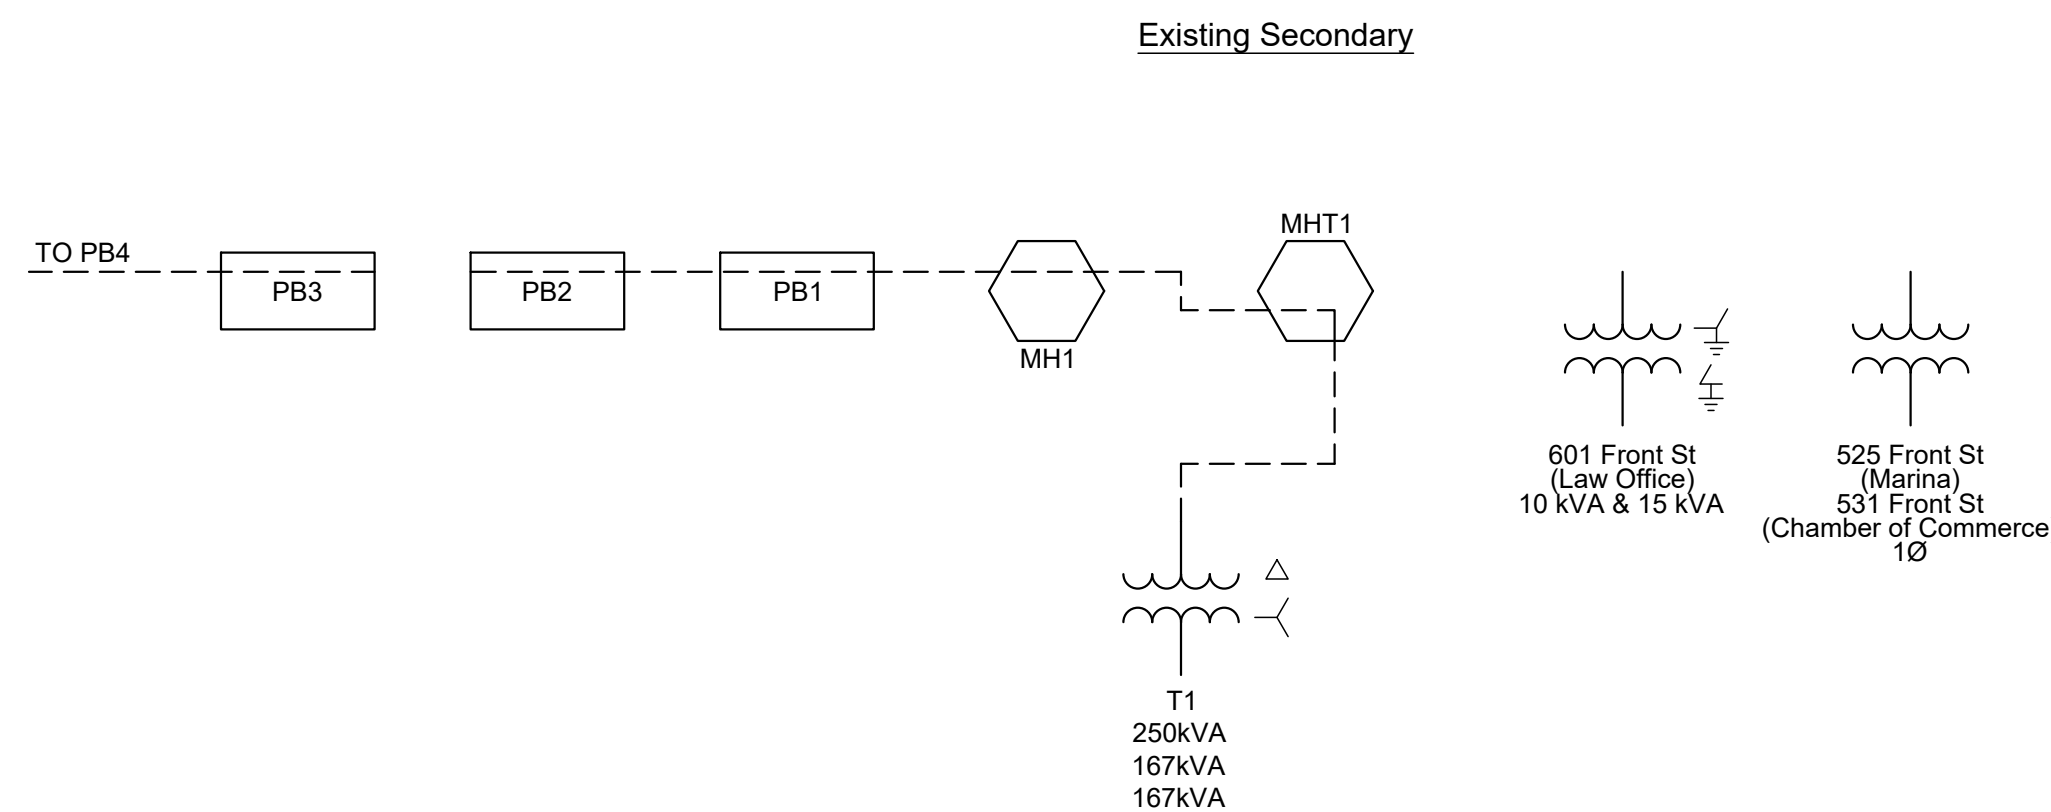 Existing Secondary
TO PB4
PB3
PB2
PB1
MH1
MHT1
601 Front St
(Law Office)
10 kVA & 15 kVA
525 Front St
(Marina)
531 Front St
(Chamber of Commerce
1Ø
T1
250kVA
167kVA
167kVA